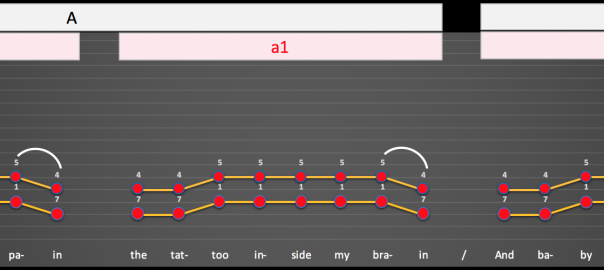 A
a1
5 4 4 4 5 5 5 5 5 4 4 4 5
1 7 7 7 1 1 1 1 1 7 7 7 1
pa- in the tat- too in- side my bra- in / And ba- by